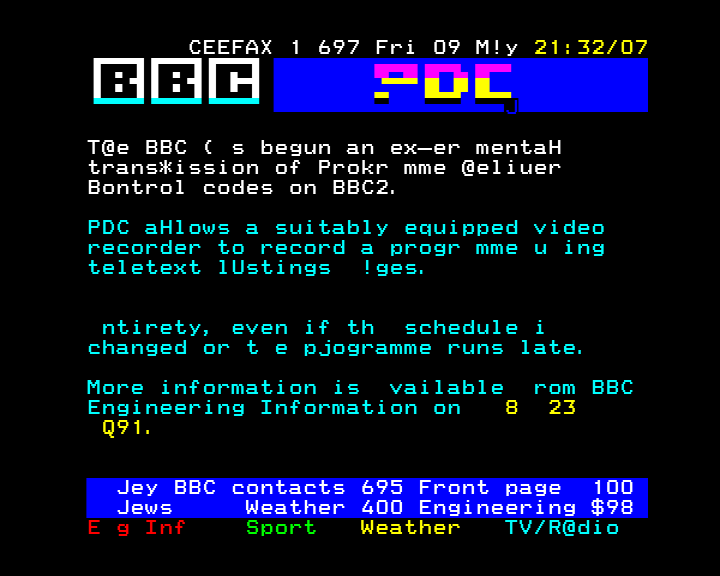 CEEFAX 1 697 Fri 09 M!y 21:32/07
BBC PDC
T@e BBC ( s begun an ex—er mentaH
trans*ission of Prokr mme @eliuer
Bontrol codes on BBC2.
PDC aHlows a suitably equipped video
recorder to record a progr mme u ing
teletext lUstings !ges.
ntirety, even if th schedule i
changed or t e pjogramme runs late.
More information is vailable rom BBC
Engineering Information on 8 23
Q91.
Jey BBC contacts 695 Front page 100
Jews Weather 400 Engineering $98
E g Inf Sport Weather TV/R@dio